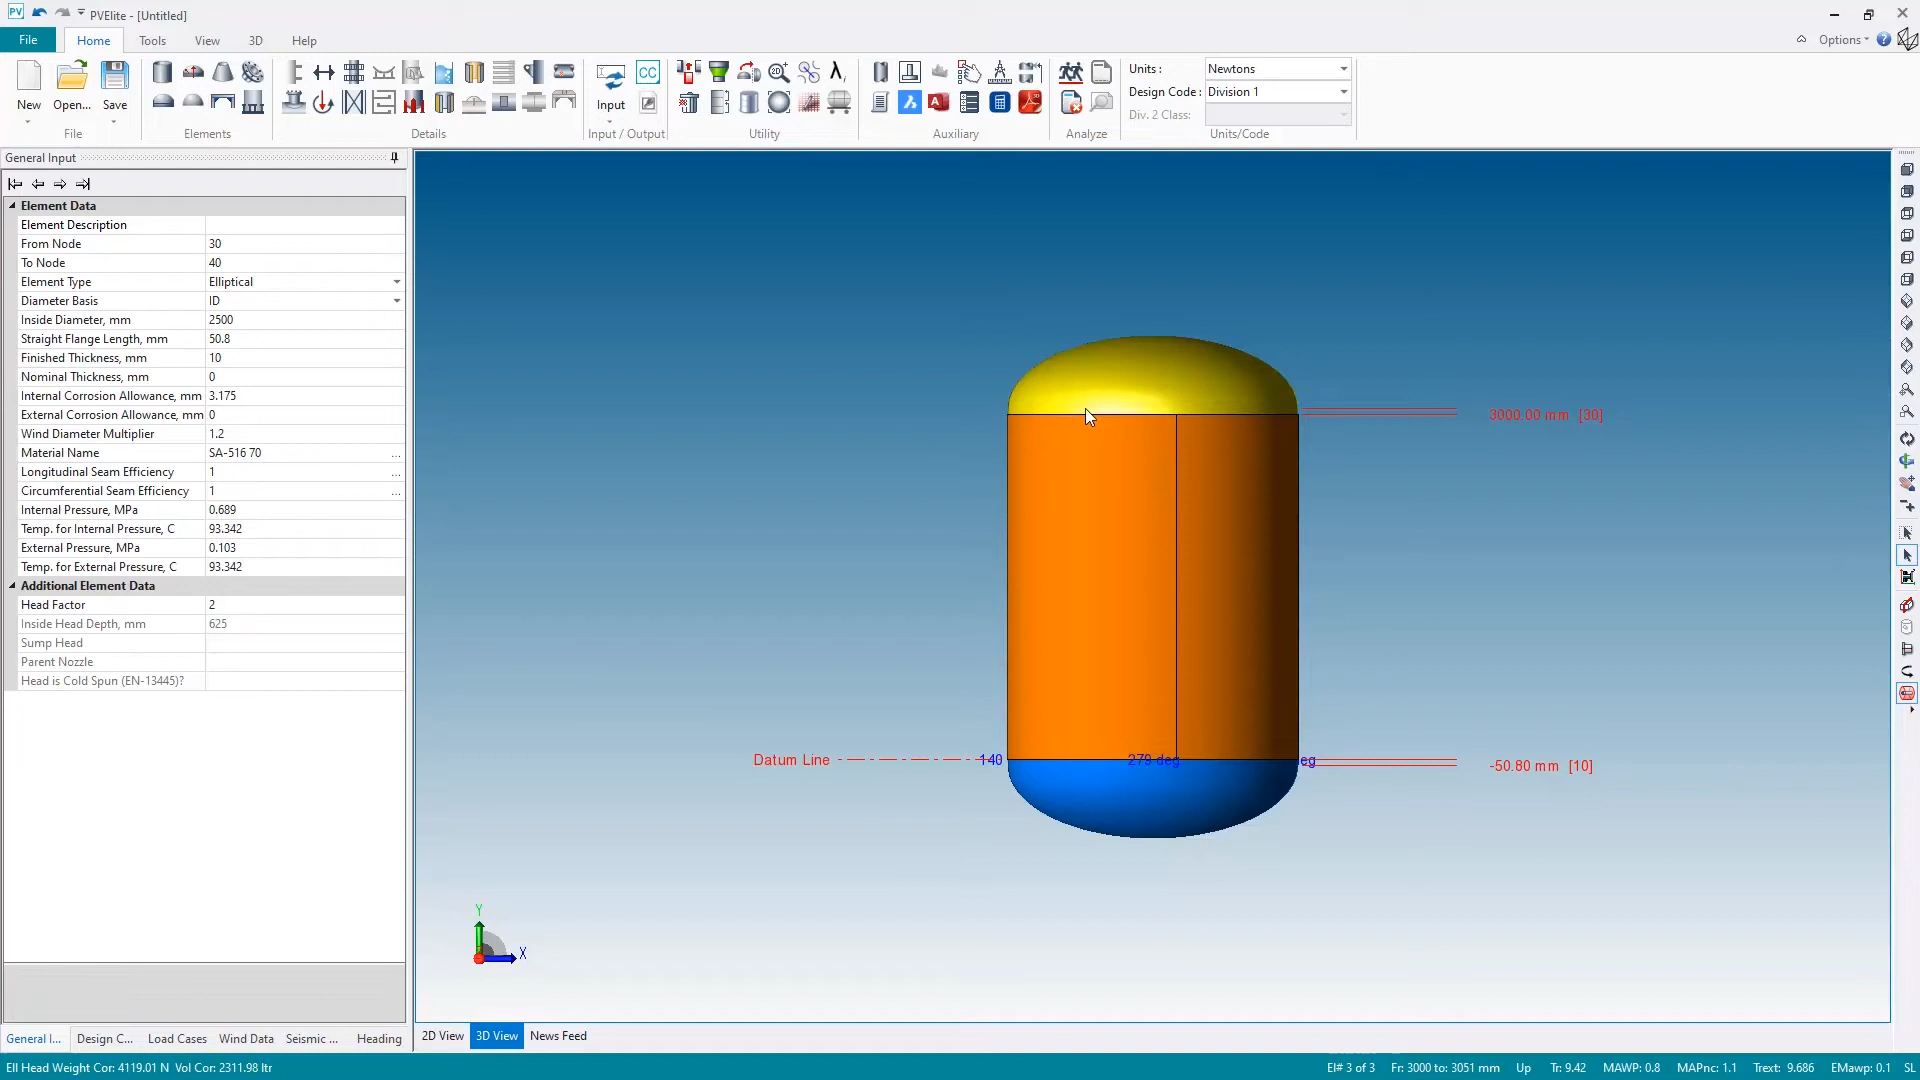 PVElite - [Untitled]
File Home Tools View 3D Help Options
New Open... Save
Input
CC
Units : Newtons
Design Code : Division 1
Div. 2 Class:
File Elements Details Input / Output Utility Auxiliary Analyze Units/Code
General Input
Element Data
Element Description
From Node 30
To Node 40
Element Type Elliptical
Diameter Basis ID
Inside Diameter, mm 2500
Straight Flange Length, mm 50.8
Finished Thickness, mm 10
Nominal Thickness, mm 0
Internal Corrosion Allowance, mm 3.175
External Corrosion Allowance, mm 0
Wind Diameter Multiplier 1.2
Material Name SA-516 70 ...
Longitudinal Seam Efficiency 1 ...
Circumferential Seam Efficiency 1 ...
Internal Pressure, MPa 0.689
Temp. for Internal Pressure, C 93.342
External Pressure, MPa 0.103
Temp. for External Pressure, C 93.342
Additional Element Data
Head Factor 2
Inside Head Depth, mm 625
Sump Head
Parent Nozzle
Head is Cold Spun (EN-13445)?
3000.00 mm [30]
Datum Line 140 279 deg eg
-50.80 mm [10]
Y
X
General I... Design C... Load Cases Wind Data Seismic ... Heading
2D View 3D View News Feed
Ell Head Weight Cor: 4119.01 N Vol Cor: 2311.98 ltr
El# 3 of 3 Fr: 3000 to: 3051 mm Up Tr: 9.42 MAWP: 0.8 MAPnc: 1.1 Trext: 9.686 EMawp: 0.1 SL